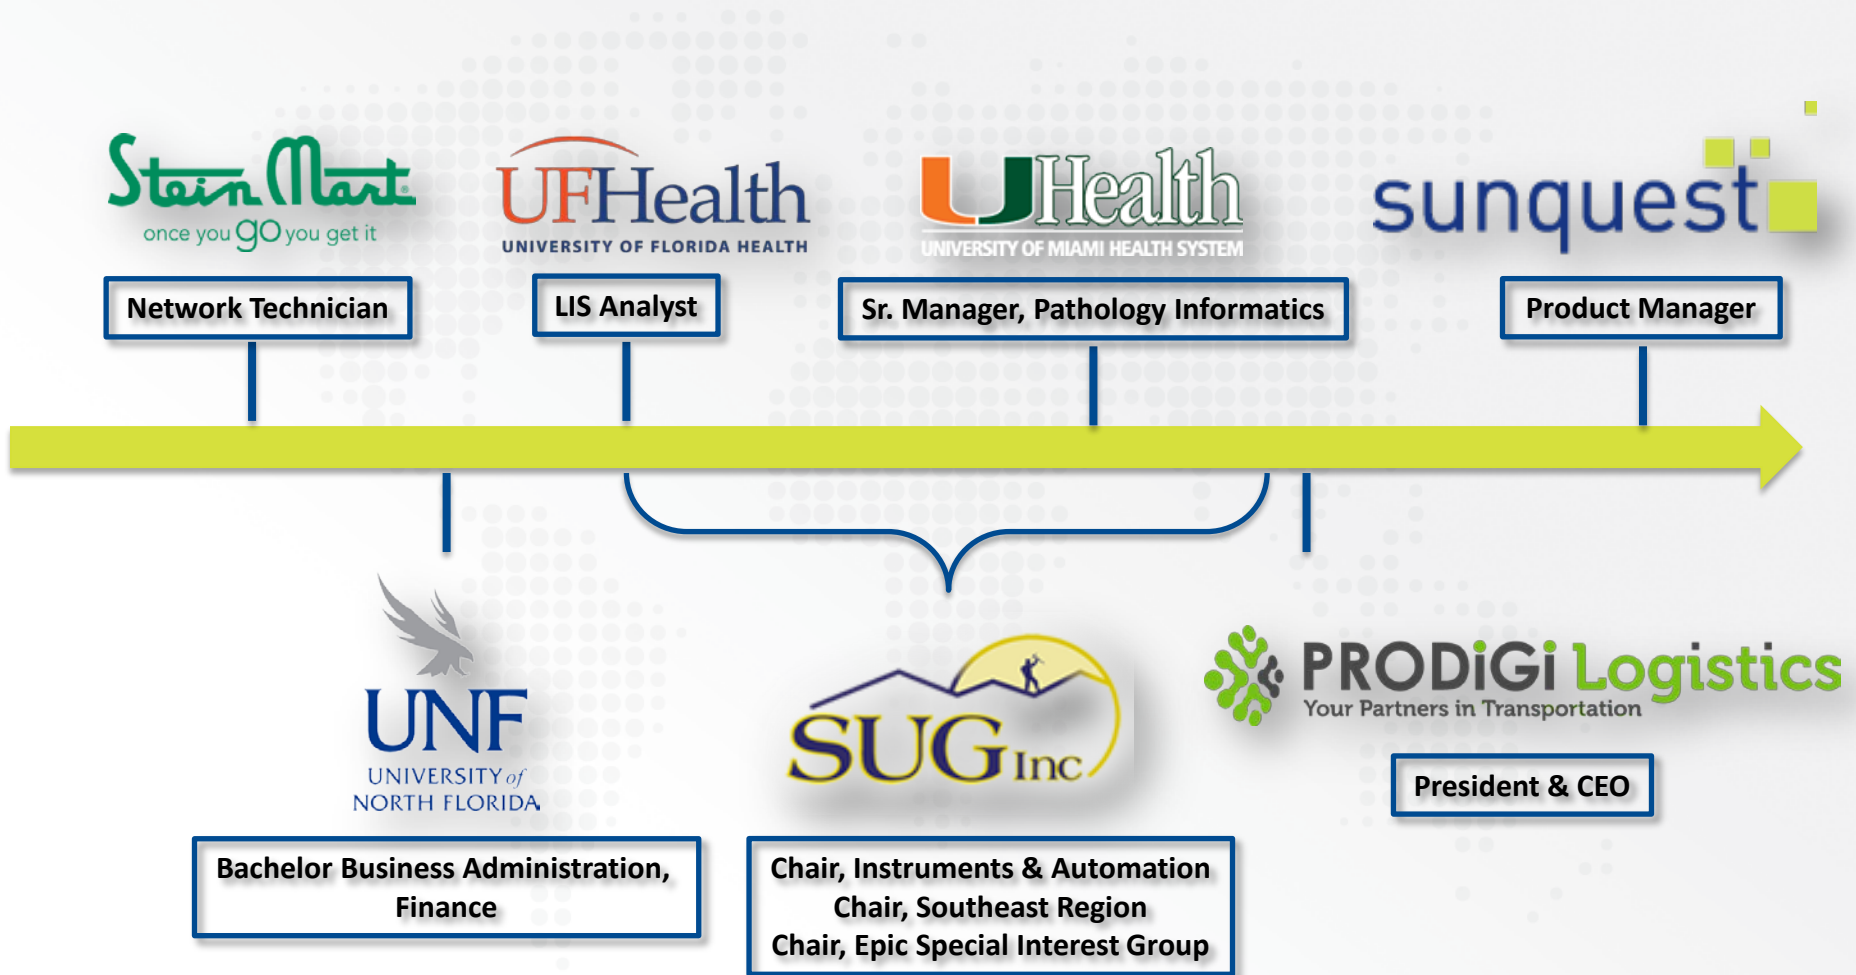 Stein Mart
once you go you get it
Network Technician
UFHealth
UNIVERSITY OF FLORIDA HEALTH
LIS Analyst
UHealth
UNIVERSITY OF MIAMI HEALTH SYSTEM
Sr. Manager, Pathology Informatics
sunquest
Product Manager
UNF
UNIVERSITY of
NORTH FLORIDA
Bachelor Business Administration,
Finance
SUG Inc
Chair, Instruments & Automation
Chair, Southeast Region
Chair, Epic Special Interest Group
PRODiGi Logistics
Your Partners in Transportation
President & CEO